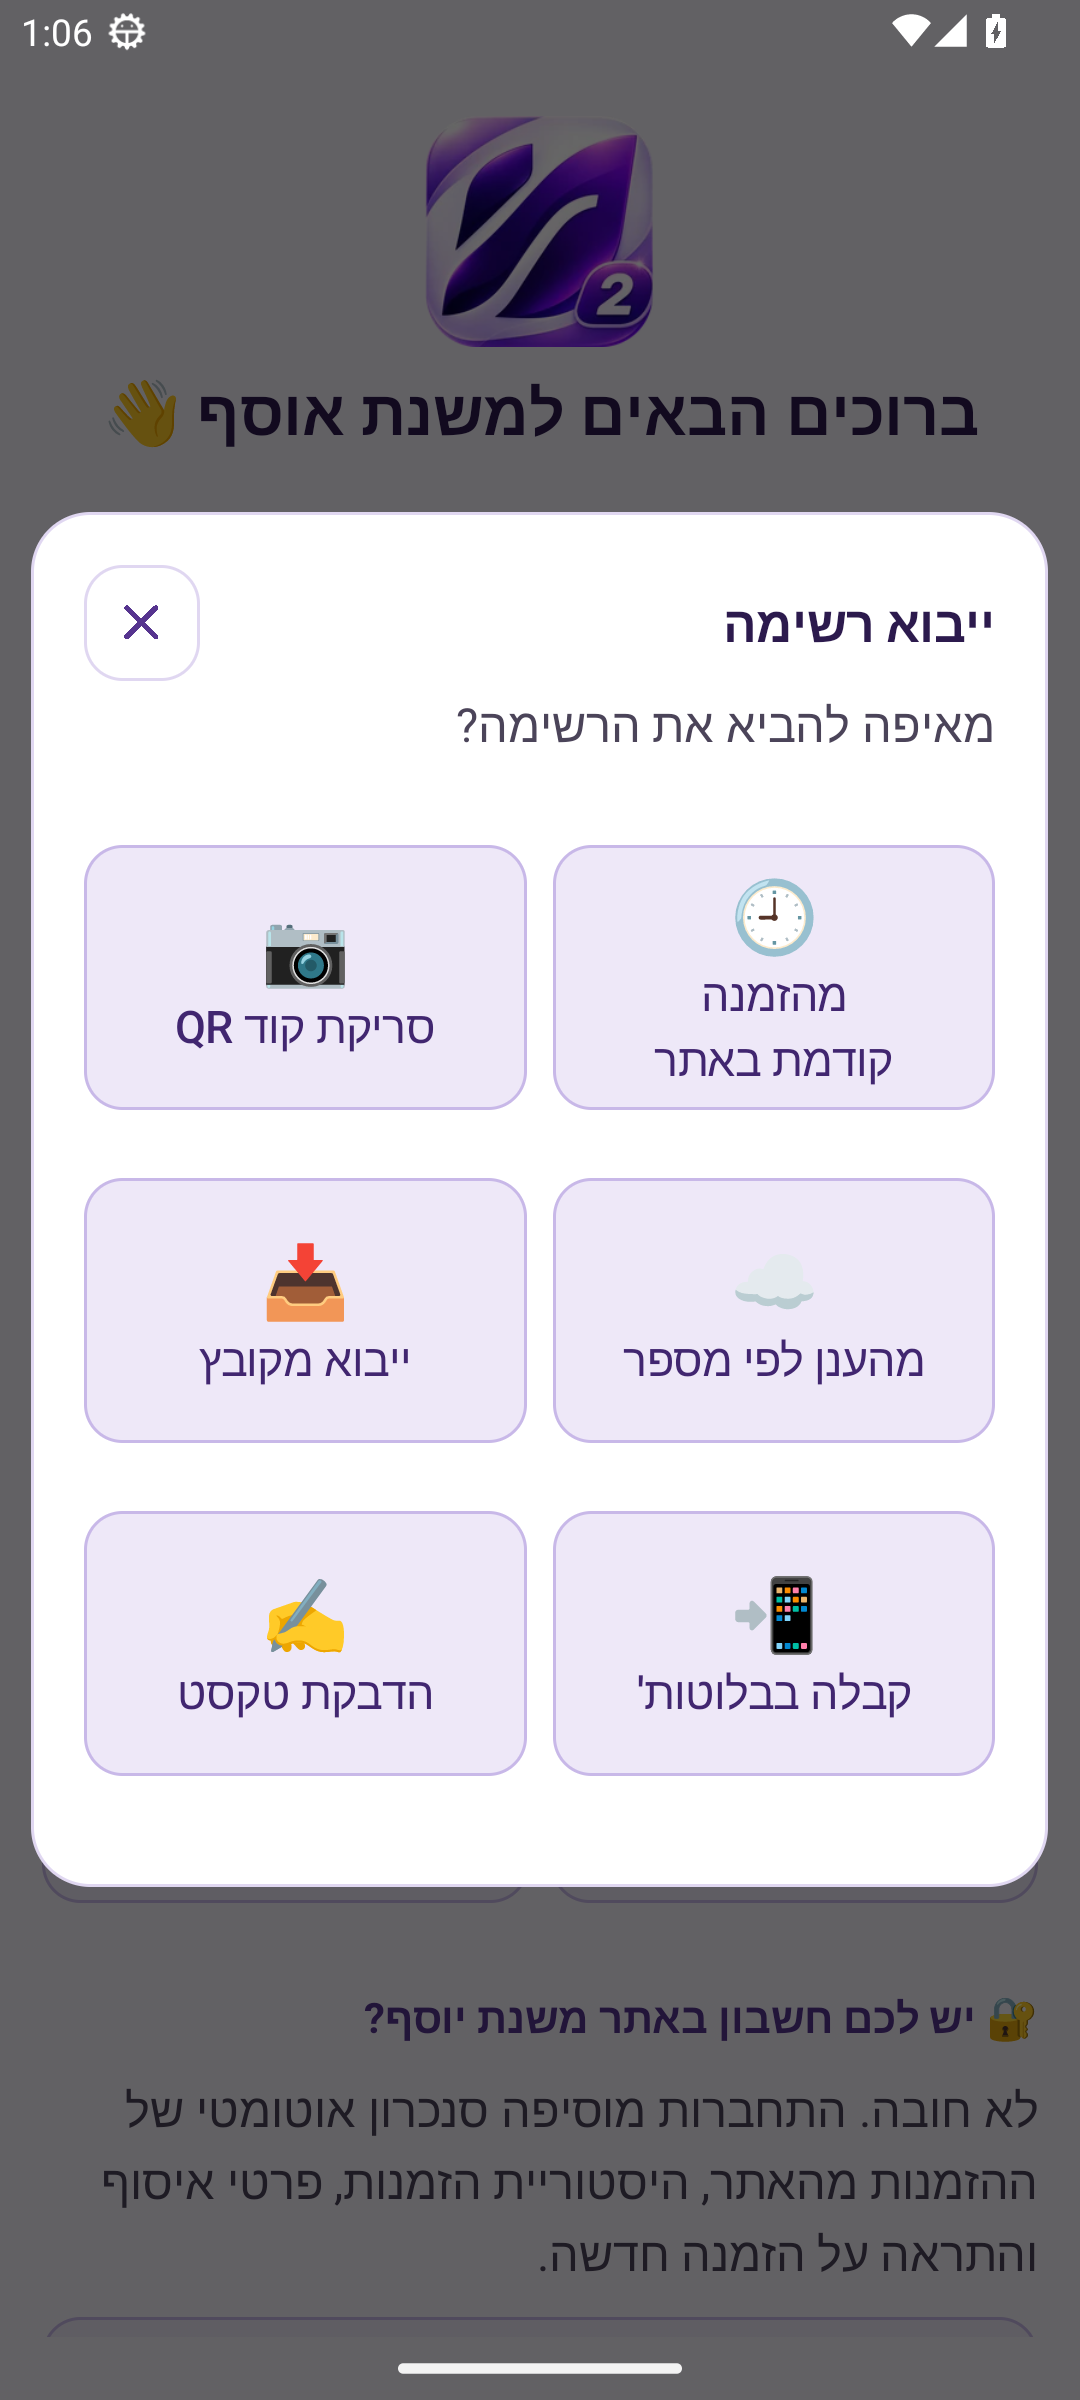 1:06
2
ברוכים הבאים למשנת אוסף 👋
ייבוא רשימה
מאיפה להביא את הרשימה?
מהזמנה
קודמת באתר
סריקת קוד QR
מהענן לפי מספר
ייבוא מקובץ
קבלה בבלוטות'
הדבקת טקסט
🔐 יש לכם חשבון באתר משנת יוסף?
לא חובה. התחברות מוסיפה סנכרון אוטומטי של
ההזמנות מהאתר, היסטוריית הזמנות, פרטי איסוף
והתראה על הזמנה חדשה.